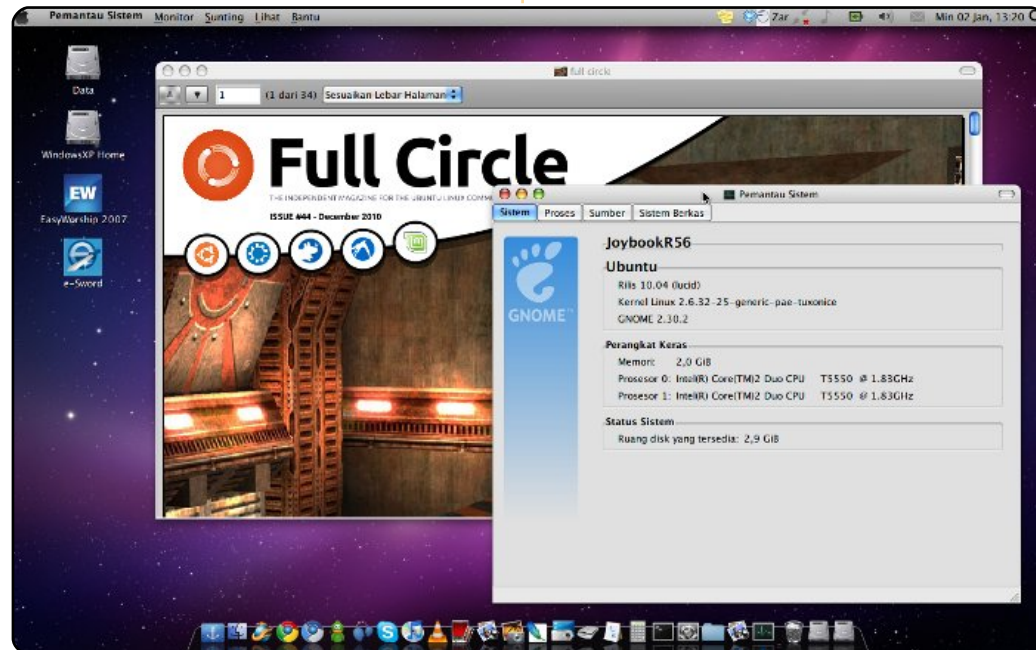 Pemantau Sistem Monitor Sunting Lihat Bantu
Zar
Min 02 Jan, 13:20
Data
WindowsXP Home
EW
EasyWorship 2007
e-Sword
full circle
1 (1 dari 34) Sesuaikan Lebar Halaman
Full Circle
THE INDEPENDENT MAGAZINE FOR THE UBUNTU LINUX COMM
ISSUE #44 - December 2010
Pemantau Sistem
Sistem Proses Sumber Sistem Berkas
GNOME
JoybookR56
Ubuntu
Rilis 10.04 (lucid)
Kernel Linux 2.6.32-25-generic-pae-tuxonice
GNOME 2.30.2
Perangkat Keras
Memori: 2,0 GiB
Prosesor 0: Intel(R) Core(TM)2 Duo CPU T5550 @ 1.83GHz
Prosesor 1: Intel(R) Core(TM)2 Duo CPU T5550 @ 1.83GHz
Status Sistem
Ruang disk yang tersedia: 2,9 GiB